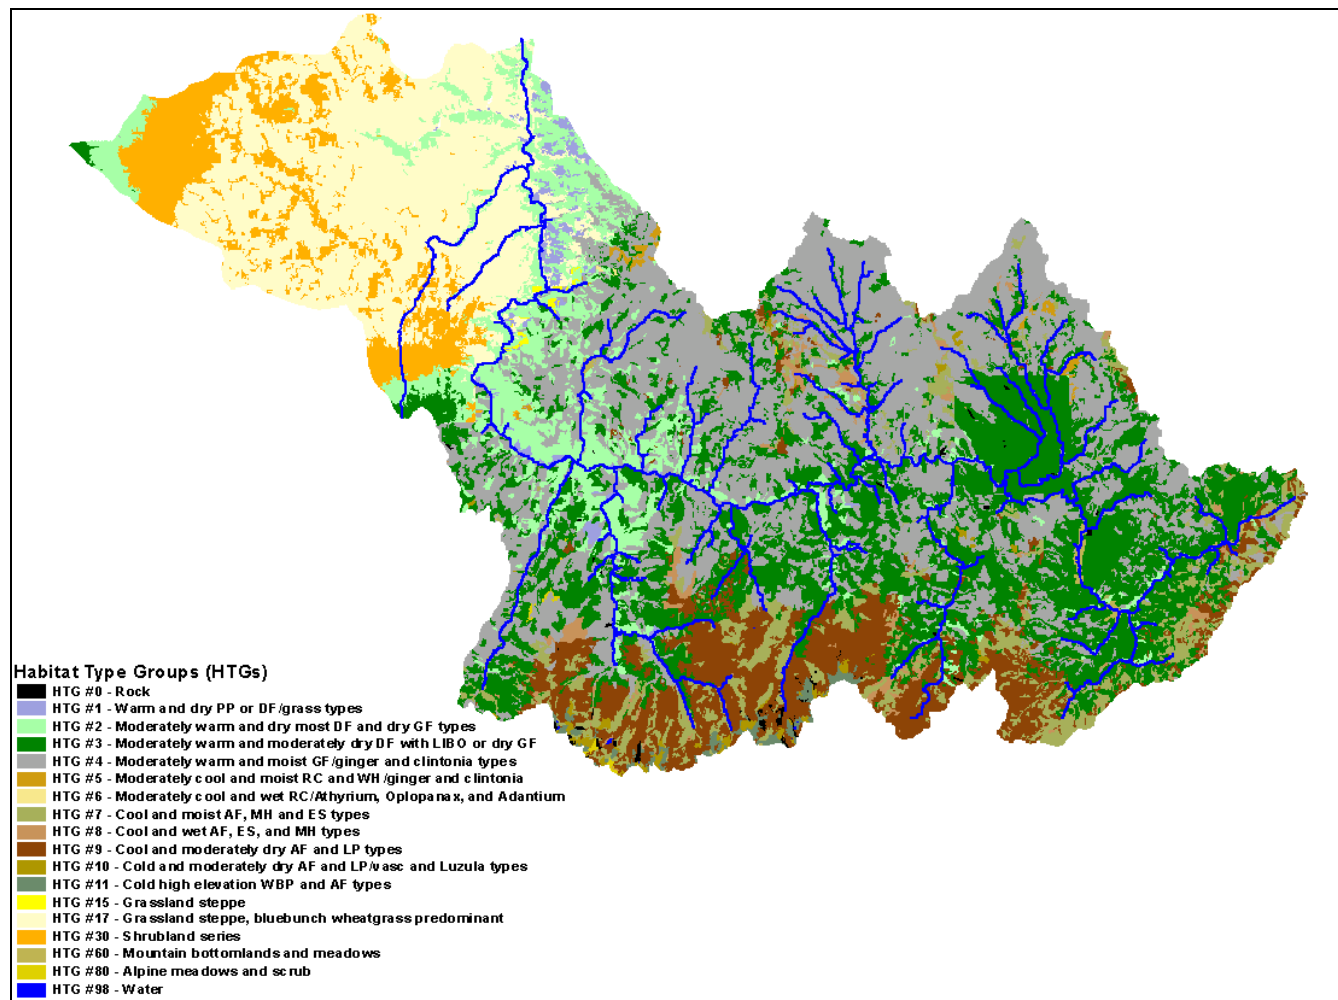 Habitat Type Groups (HTGs)
HTG #0 - Rock
HTG #1 - Warm and dry PP or DF/grass types
HTG #2 - Moderately warm and dry most DF and dry GF types
HTG #3 - Moderately warm and moderately dry DF with LIBO or dry GF
HTG #4 - Moderately warm and moist GF/ginger and clintonia types
HTG #5 - Moderately cool and moist RC and WH/ginger and clintonia
HTG #6 - Moderately cool and wet RC/Athyrium, Oplopanax, and Adantium
HTG #7 - Cool and moist AF, MH and ES types
HTG #8 - Cool and wet AF, ES, and MH types
HTG #9 - Cool and moderately dry AF and LP types
HTG #10 - Cold and moderately dry AF and LP/vasc and Luzula types
HTG #11 - Cold high elevation WBP and AF types
HTG #15 - Grassland steppe
HTG #17 - Grassland steppe, bluebunch wheatgrass predominant
HTG #30 - Shrubland series
HTG #60 - Mountain bottomlands and meadows
HTG #80 - Alpine meadows and scrub
HTG #98 - Water